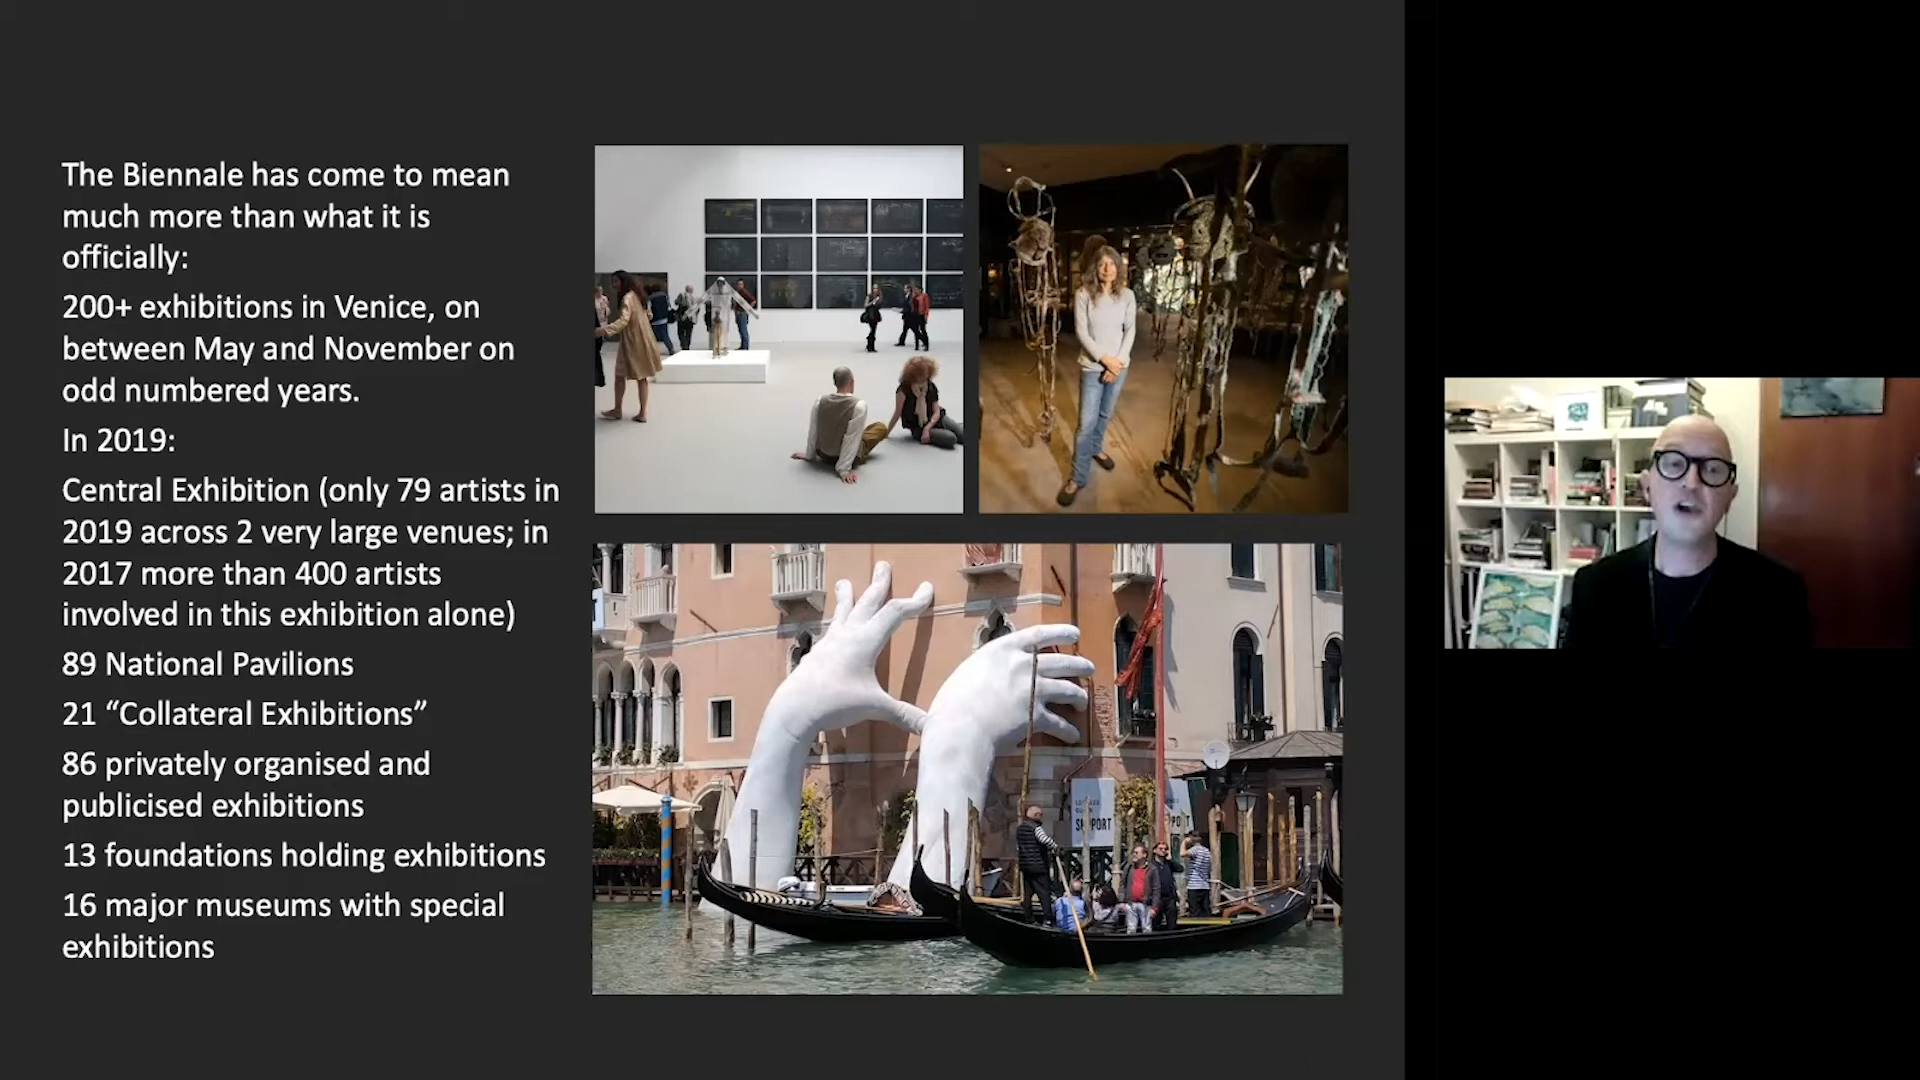 The Biennale has come to mean
much more than what it is
officially:
200+ exhibitions in Venice, on
between May and November on
odd numbered years.
In 2019:
Central Exhibition (only 79 artists in
2019 across 2 very large venues; in
2017 more than 400 artists
involved in this exhibition alone)
89 National Pavilions
21 “Collateral Exhibitions”
86 privately organised and
publicised exhibitions
13 foundations holding exhibitions
16 major museums with special
exhibitions